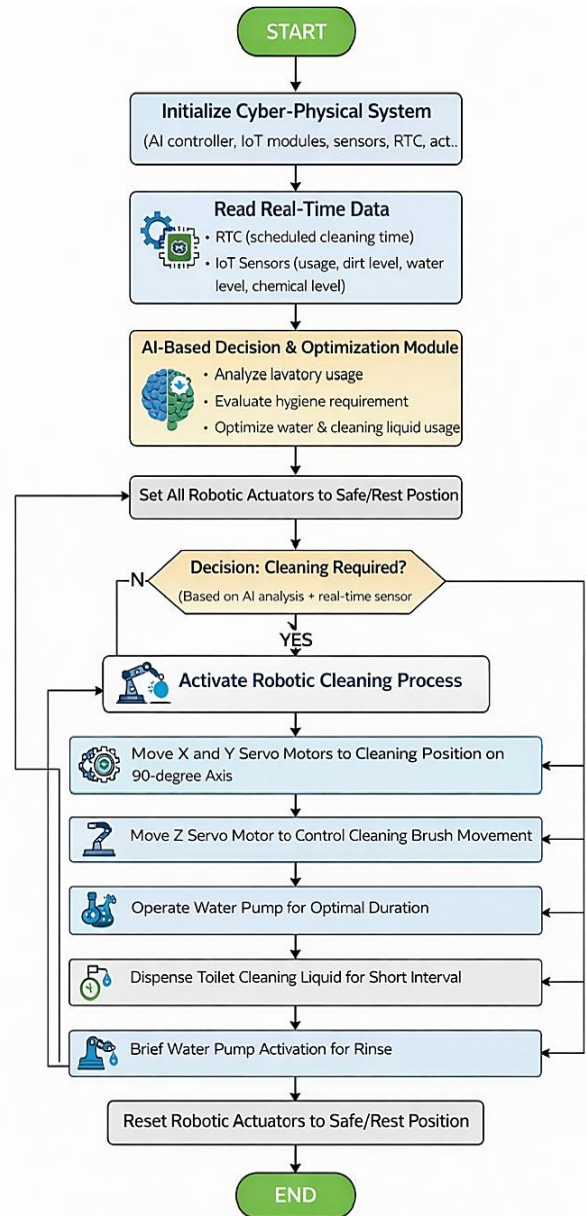 START
Initialize Cyber-Physical System
(AI controller, IoT modules, sensors, RTC, act..
Read Real-Time Data
• RTC (scheduled cleaning time)
• IoT Sensors (usage, dirt level, water
level, chemical level)
AI-Based Decision & Optimization Module
• Analyze lavatory usage
• Evaluate hygiene requirement
• Optimize water & cleaning liquid usage
Set All Robotic Actuators to Safe/Rest Postion
Decision: Cleaning Required?
N
(Based on AI analysis + real-time sensor
YES
Activate Robotic Cleaning Process
Move X and Y Servo Motors to Cleaning Position on
90-degree Axis
Move Z Servo Motor to Control Cleaning Brush Movement
Operate Water Pump for Optimal Duration
Dispense Toilet Cleaning Liquid for Short Interval
Brief Water Pump Activation for Rinse
Reset Robotic Actuators to Safe/Rest Position
END